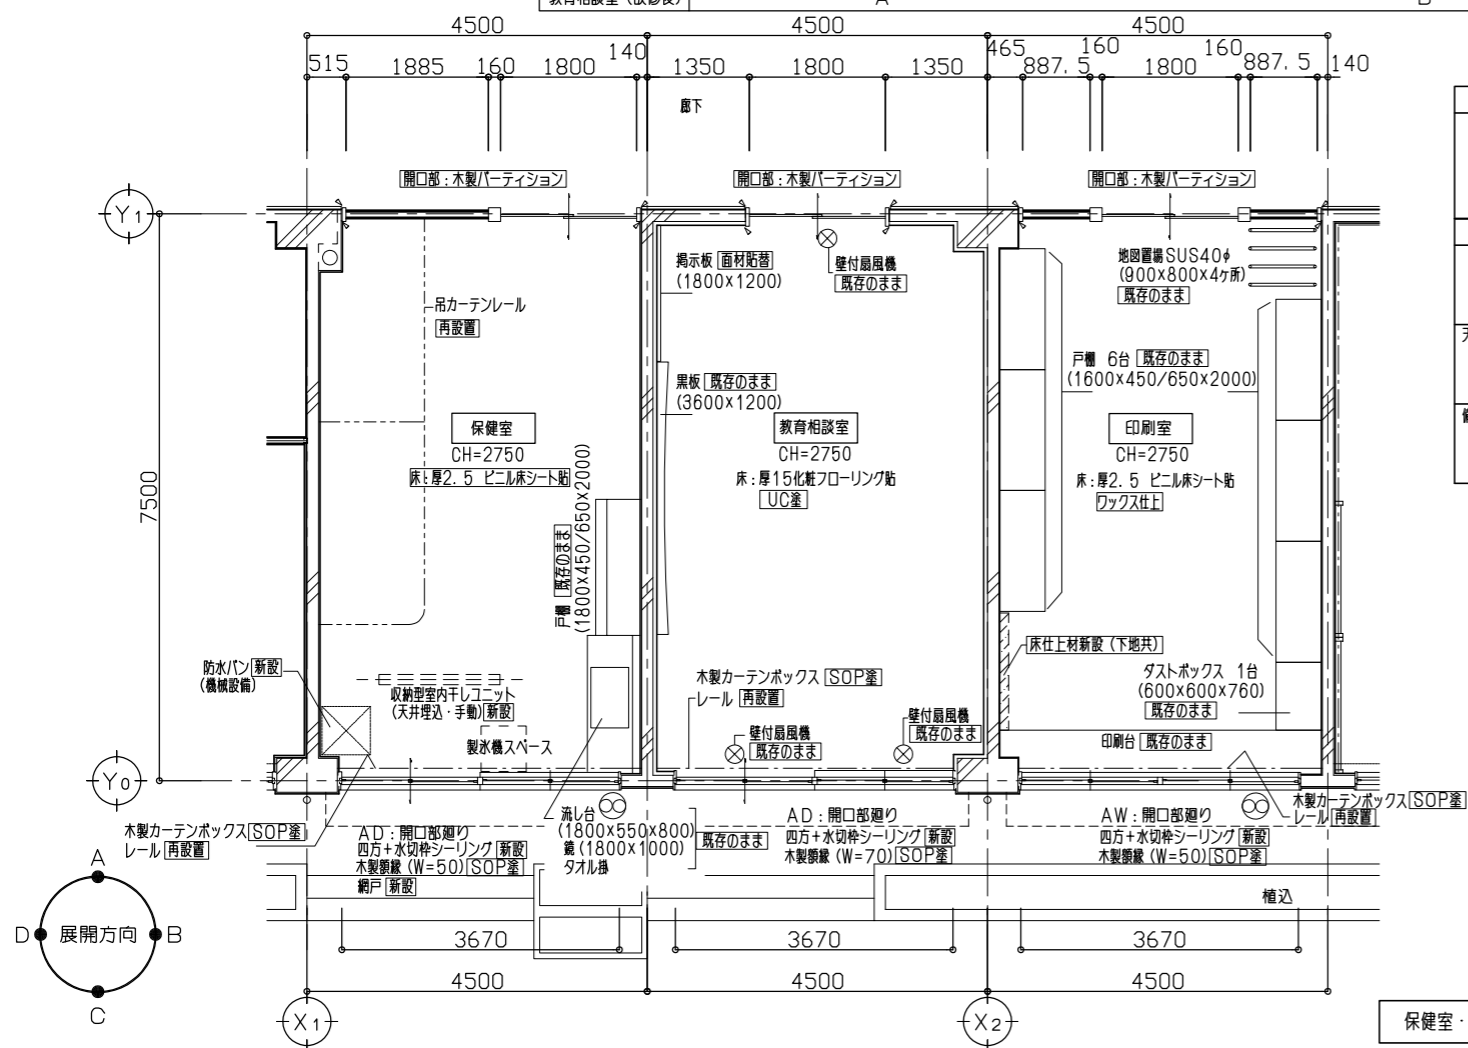 教育相談室（改修後）
A
B
4500 4500 4500
515 1885 160 1800 140 1350 1800 1350 465 887.5 160 1800 160 887.5 140
廊下
開口部：木製パーティション 開口部：木製パーティション 開口部：木製パーティション
Y1
掲示板 面材貼替
(1800×1200)
壁付扇風機
既存のまま
地図置場SUS40φ
(900×800×4ヶ所)
既存のまま
吊カーテンレール
再設置
戸棚 6台 既存のまま
(1600×450/650×2000)
黒板 既存のまま
(3600×1200)
保健室
CH=2750
床：厚2.5 ビニル床シート貼
教育相談室
CH=2750
床：厚15化粧フローリング貼
UC塗
印刷室
CH=2750
床：厚2.5 ビニル床シート貼
ワックス仕上
7500
戸棚 既存のまま
(1800×450/650×2000)
床仕上材新設（下地共）
防水パン 新設
（機械設備）
収納型室内干しユニット
（天井埋込・手動）新設
製氷機スペース
木製カーテンボックス SOP塗
レール 再設置
ダストボックス 1台
(600×600×760)
既存のまま
壁付扇風機
既存のまま
壁付扇風機
既存のまま
印刷台 既存のまま
Y0
木製カーテンボックス SOP塗
レール 再設置
AD：開口部廻り
四方＋水切枠シーリング 新設
木製額縁（W=50）SOP塗
網戸 新設
流し台
(1800×550×800)
鏡(1800×1000)
タオル掛
既存のまま
AD：開口部廻り
四方＋水切枠シーリング 新設
木製額縁（W=70）SOP塗
AW：開口部廻り
四方＋水切枠シーリング 新設
木製額縁（W=50）SOP塗
木製カーテンボックス SOP塗
レール 再設置
植込
A
D 展開方向 B
C
3670 3670 3670
4500 4500 4500
X1 X2
保健室・